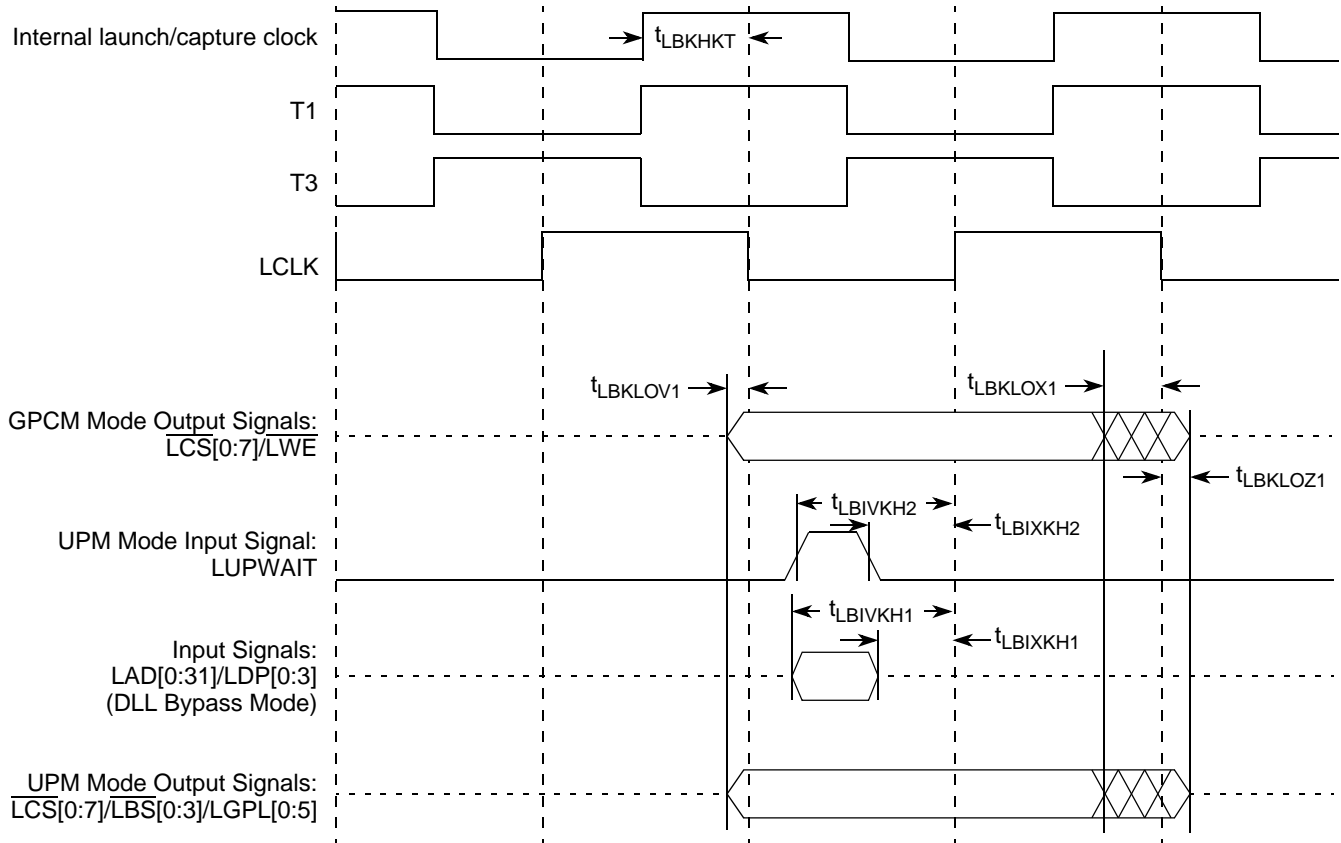 Internal launch/capture clock
tLBKHKT
T1
T3
LCLK
tLBKLOV1
tLBKLOX1
GPCM Mode Output Signals:
LCS[0:7]/LWE
tLBKLOZ1
tLBIVKH2
tLBIXKH2
UPM Mode Input Signal:
LUPWAIT
tLBIVKH1
tLBIXKH1
Input Signals:
LAD[0:31]/LDP[0:3]
(DLL Bypass Mode)
UPM Mode Output Signals:
LCS[0:7]/LBS[0:3]/LGPL[0:5]